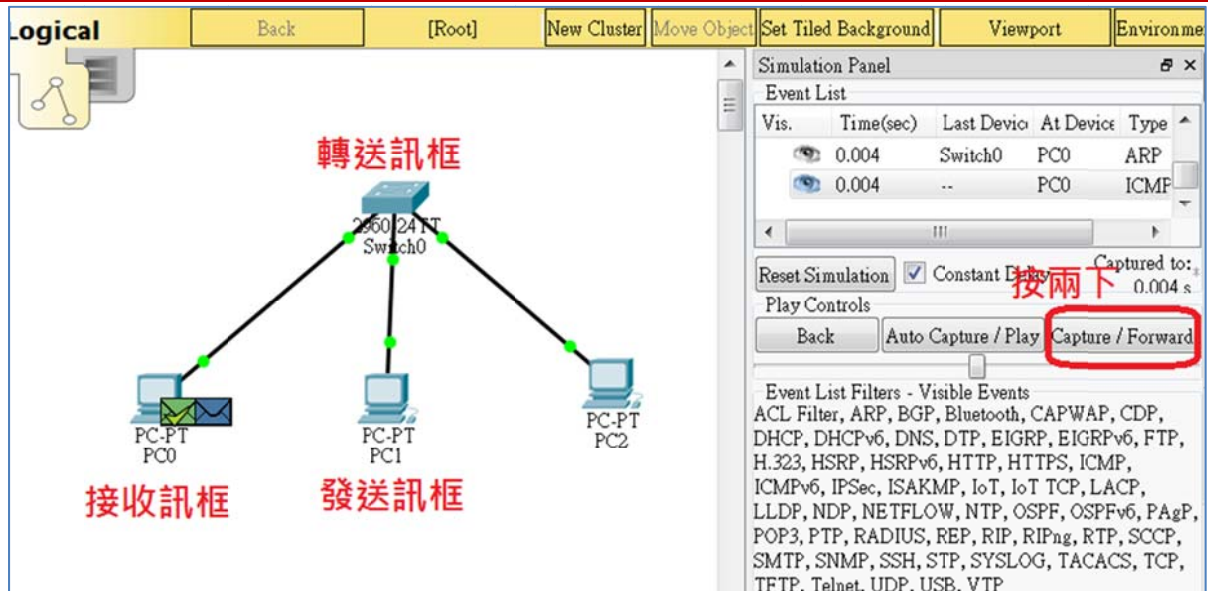 Logical Back [Root] New Cluster Move Object Set Tiled Background Viewport Environme
Simulation Panel
Event List
Vis. Time(sec) Last Devic At Device Type
0.004 Switch0 PC0 ARP
0.004 -- PC0 ICMP
Reset Simulation Constant Delay Captured to:
按兩下 0.004 s
Play Controls
Back Auto Capture / Play Capture / Forward
Event List Filters - Visible Events
ACL Filter, ARP, BGP, Bluetooth, CAPWAP, CDP,
DHCP, DHCPv6, DNS, DTP, EIGRP, EIGRPv6, FTP,
H.323, HSRP, HSRPv6, HTTP, HTTPS, ICMP,
ICMPv6, IPSec, ISAKMP, IoT, IoT TCP, LACP,
LLDP, NDP, NETFLOW, NTP, OSPF, OSPFv6, PAgP,
POP3, PTP, RADIUS, REP, RIP, RIPng, RTP, SCCP,
SMTP, SNMP, SSH, STP, SYSLOG, TACACS, TCP,
TFTP, Telnet, UDP, USB, VTP
轉送訊框
2960-24TT
Switch0
PC-PT
PC0
接收訊框
PC-PT
PC1
發送訊框
PC-PT
PC2